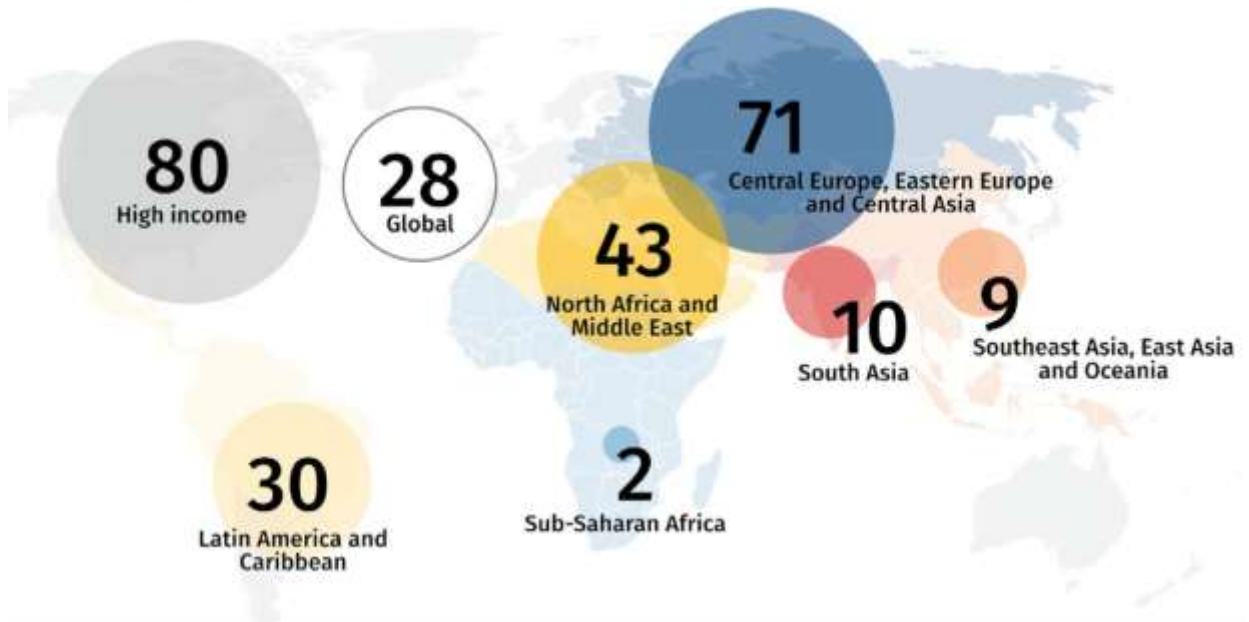 80
High income
28
Global
71
Central Europe, Eastern Europe
and Central Asia
43
North Africa and
Middle East
10
South Asia
9
Southeast Asia, East Asia
and Oceania
30
Latin America and
Caribbean
2
Sub-Saharan Africa